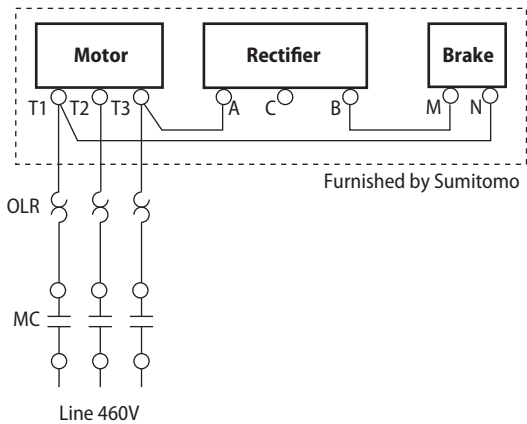 Motor Rectifier Brake
T1 T2 T3 A C B M N
Furnished by Sumitomo
OLR
MC
Line 460V